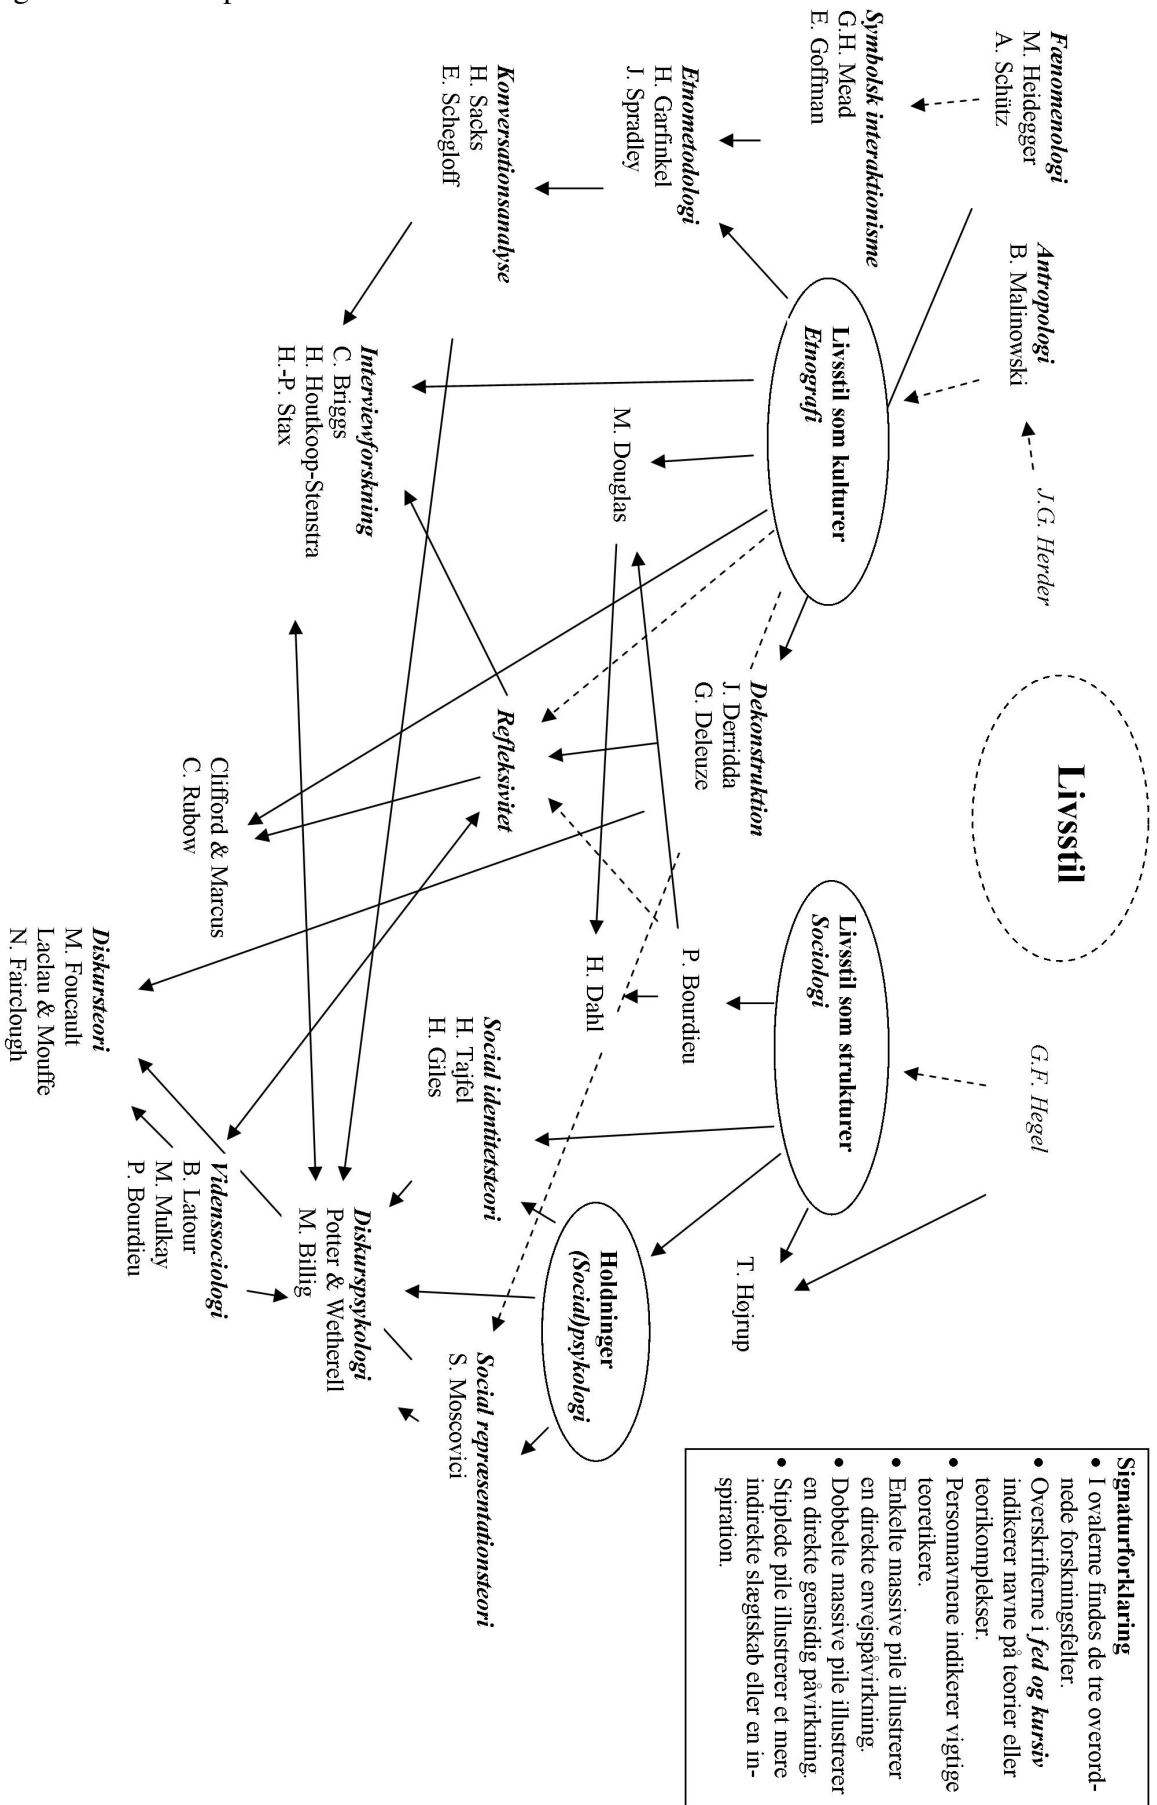 Livsstil
J.G. Herder
G.F. Hegel
Fænomenologi
M. Heidegger
A. Schütz
Antropologi
B. Malinowski
Symbolsk interaktionisme
G.H. Mead
E. Goffman
Livsstil som kulturer
Etnografi
Livsstil som strukturer
Sociologi
T. Hojrup
Etnometodologi
H. Garfinkel
J. Spradley
Dekonstruktion
J. Derridda
G. Deleuze
P. Bourdieu
M. Douglas
H. Dahl
Holdninger
(Social)psykologi
Konversationsanalyse
H. Sacks
E. Schegloff
Refleksivitet
Social identitetsteori
H. Tajfel
H. Giles
Social repræsentationsteori
S. Moscovici
Interviewforskning
C. Briggs
H. Houtkoop-Stenstra
H.-P. Stax
Diskurspsykologi
Potter & Wetherell
M. Billig
Clifford & Marcus
C. Rubow
Videnssociologi
B. Latour
M. Mulkay
P. Bourdieu
Diskursteori
M. Foucault
Laclau & Mouffe
N. Fairclough
Signaturforklaring
• I ovalerne findes de tre overord-
nede forskningsfelter.
• Overskrifterne i fed og kursiv
indikerer navne på teorier eller
teorikomplekser.
• Personnavnene indikerer vigtige
teoretikere.
• Enkelte massive pile illustrerer
en direkte envejspåvirkning.
• Dobbelte massive pile illustrerer
en direkte gensidig påvirkning.
• Stiplede pile illustrerer et mere
indirekte slægtskab eller en in-
spiration.